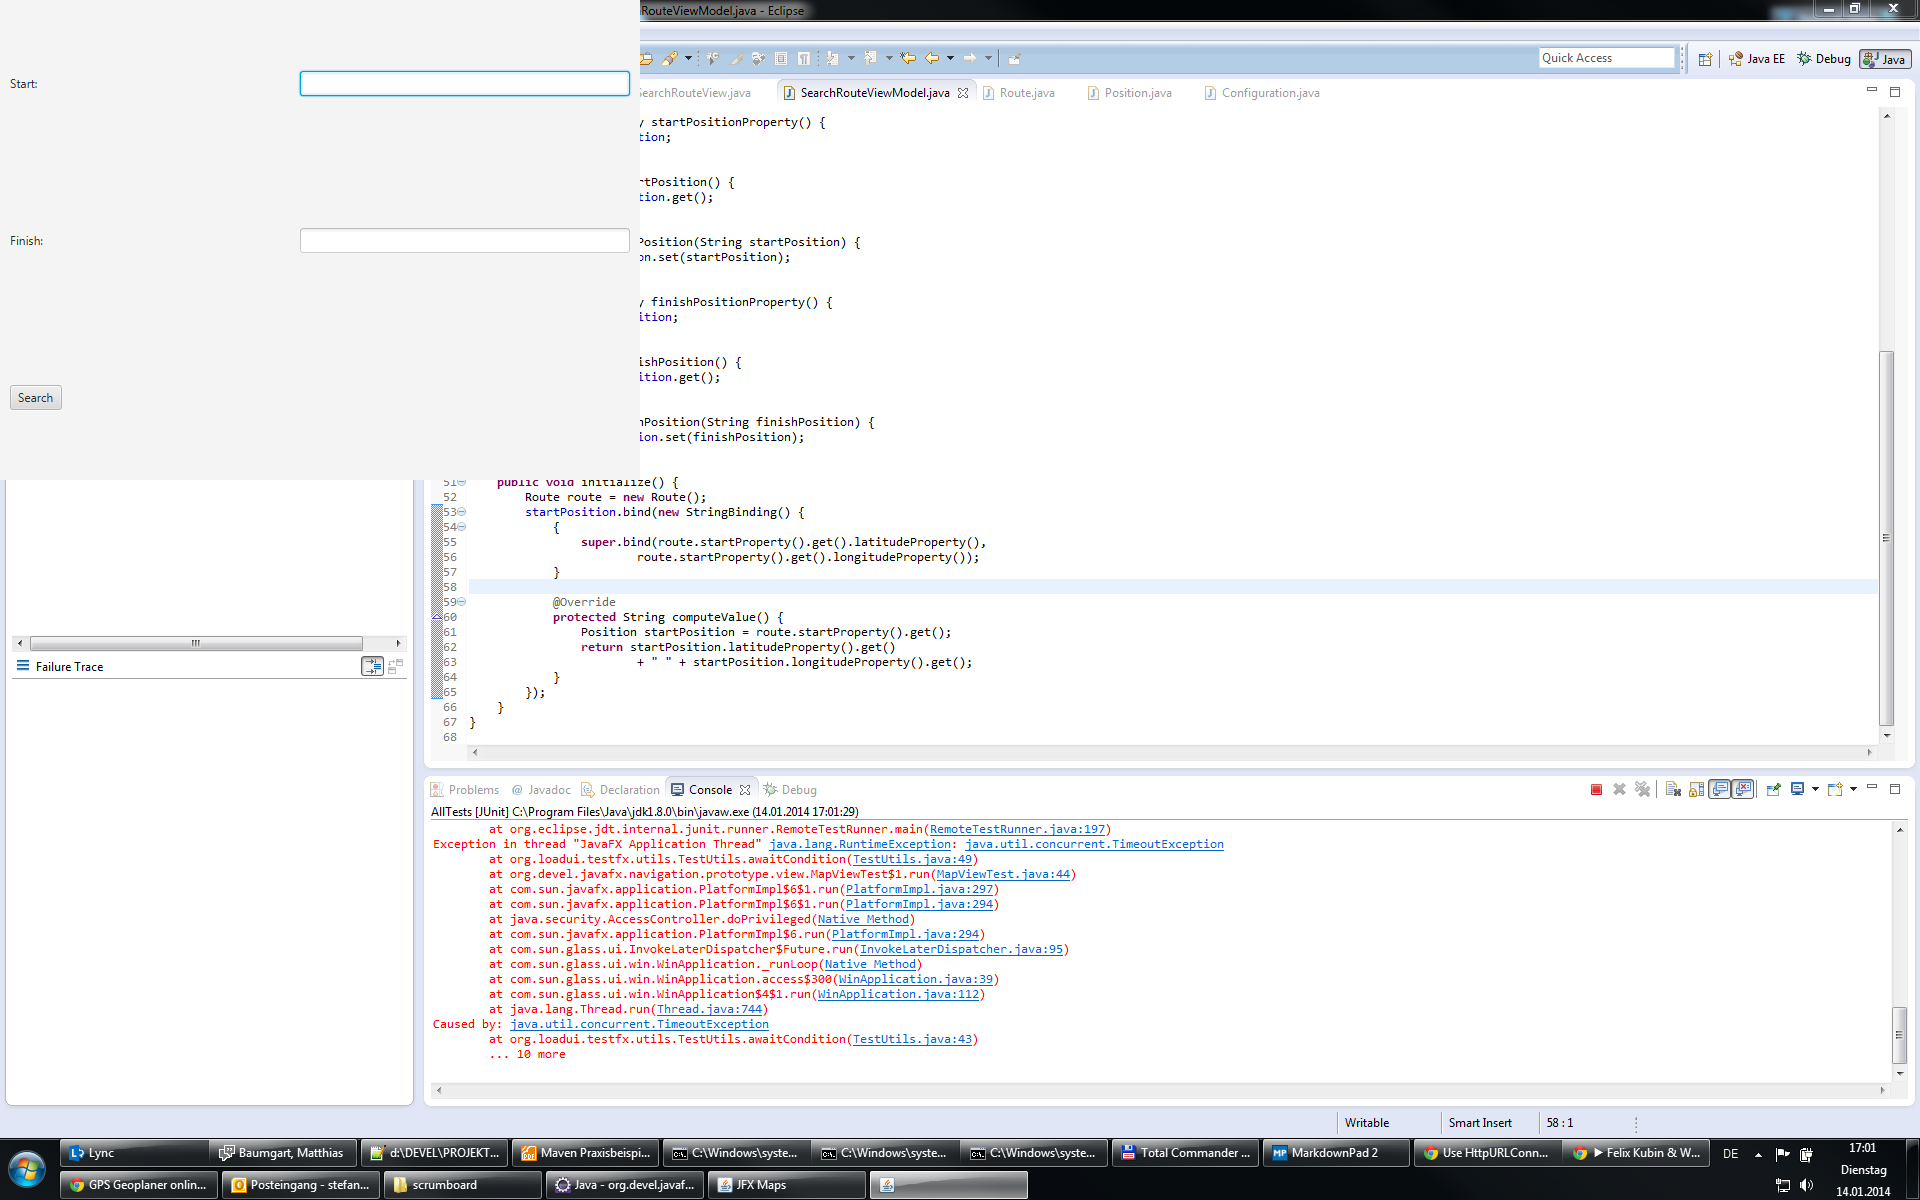 RouteViewModel.java - Eclipse
Quick Access
Java EE
Debug
Java
Start:
Finish:
Search
SearchRouteView.java
SearchRouteViewModel.java
Route.java
Position.java
Configuration.java
y startPositionProperty() {
tion;
rtPosition() {
tion.get();
Position(String startPosition) {
on.set(startPosition);
y finishPositionProperty() {
ition;
ishPosition() {
ition.get();
hPosition(String finishPosition) {
ion.set(finishPosition);
51 public void initialize() {
52 Route route = new Route();
53 startPosition.bind(new StringBinding() {
54 {
55 super.bind(route.startProperty().get().latitudeProperty(),
56 route.startProperty().get().longitudeProperty());
57 }
58
59 @Override
60 protected String computeValue() {
61 Position startPosition = route.startProperty().get();
62 return startPosition.latitudeProperty().get()
63 + " " + startPosition.longitudeProperty().get();
64 }
65 });
66 }
67 }
68
Failure Trace
Problems
@ Javadoc
Declaration
Console
Debug
AllTests [JUnit] C:\Program Files\Java\jdk1.8.0\bin\javaw.exe (14.01.2014 17:01:29)
at org.eclipse.jdt.internal.junit.runner.RemoteTestRunner.main(RemoteTestRunner.java:197)
Exception in thread "JavaFX Application Thread" java.lang.RuntimeException: java.util.concurrent.TimeoutException
at org.loadui.testfx.utils.TestUtils.awaitCondition(TestUtils.java:49)
at org.devel.javafx.navigation.prototype.view.MapViewTest$1.run(MapViewTest.java:44)
at com.sun.javafx.application.PlatformImpl$6$1.run(PlatformImpl.java:297)
at com.sun.javafx.application.PlatformImpl$6$1.run(PlatformImpl.java:294)
at java.security.AccessController.doPrivileged(Native Method)
at com.sun.javafx.application.PlatformImpl$6.run(PlatformImpl.java:294)
at com.sun.glass.ui.InvokeLaterDispatcher$Future.run(InvokeLaterDispatcher.java:95)
at com.sun.glass.ui.win.WinApplication._runLoop(Native Method)
at com.sun.glass.ui.win.WinApplication.access$300(WinApplication.java:39)
at com.sun.glass.ui.win.WinApplication$4$1.run(WinApplication.java:112)
at java.lang.Thread.run(Thread.java:744)
Caused by: java.util.concurrent.TimeoutException
at org.loadui.testfx.utils.TestUtils.awaitCondition(TestUtils.java:43)
... 10 more
Writable
Smart Insert
58 : 1
Lync
Baumgart, Matthias
d:\DEVEL\PROJEKT...
Maven Praxisbeispi...
C:\Windows\syste...
C:\Windows\syste...
C:\Windows\syste...
Total Commander ...
MarkdownPad 2
Use HttpURLConn...
▶ Felix Kubin & W...
DE
17:01
GPS Geoplaner onlin...
Posteingang - stefan...
scrumboard
Java - org.devel.javaf...
JFX Maps
Dienstag
14.01.2014